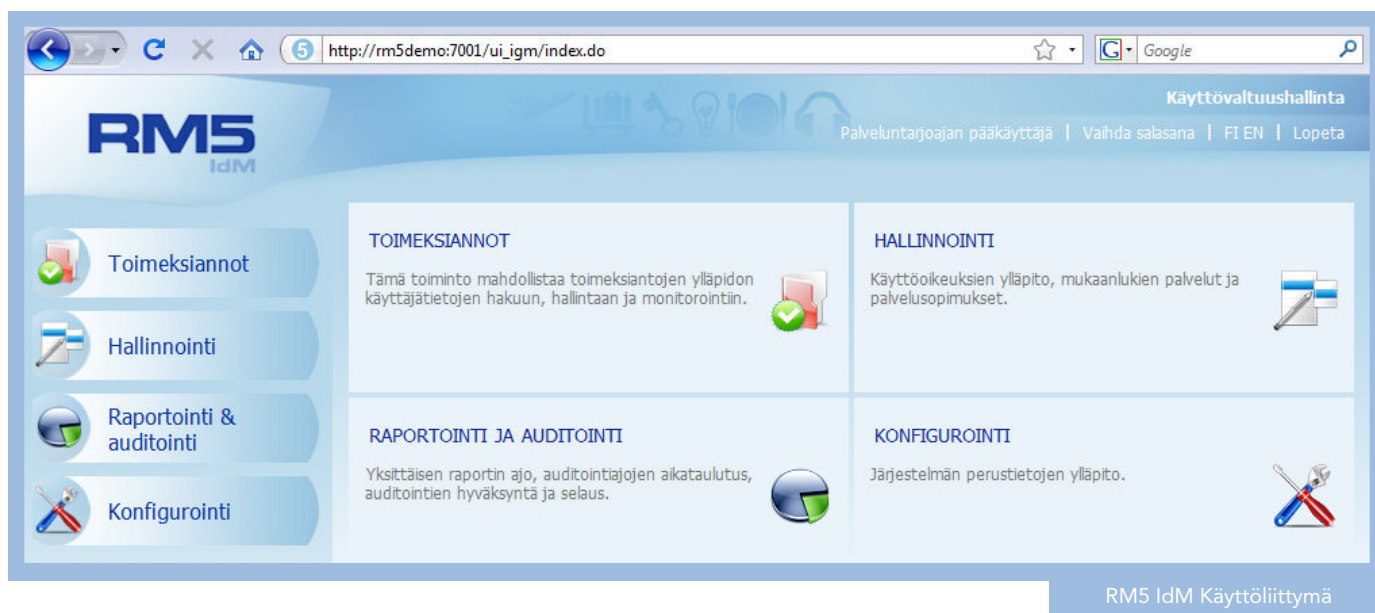 5 http://rm5demo:7001/ui_igm/index.do G Google
RM5
IdM
Käyttövaltuushallinta
Palveluntarjoajan pääkäyttäjä | Vaihda salasana | FI EN | Lopeta
Toimeksiannot
Hallinnointi
Raportointi &
auditointi
Konfigurointi
TOIMEKSIANNOT
Tämä toiminto mahdollistaa toimeksiantojen ylläpidon
käyttäjätietojen hakuun, hallintaan ja monitorointiin.
HALLINNOINTI
Käyttöoikeuksien ylläpito, mukaanlukien palvelut ja
palvelusopimukset.
RAPORTOINTI JA AUDITOINTI
Yksittäisen raportin ajo, auditointiajojen aikataulutus,
auditointien hyväksyntä ja selaus.
KONFIGUROINTI
Järjestelmän perustietojen ylläpito.
RM5 IdM Käyttöliittymä